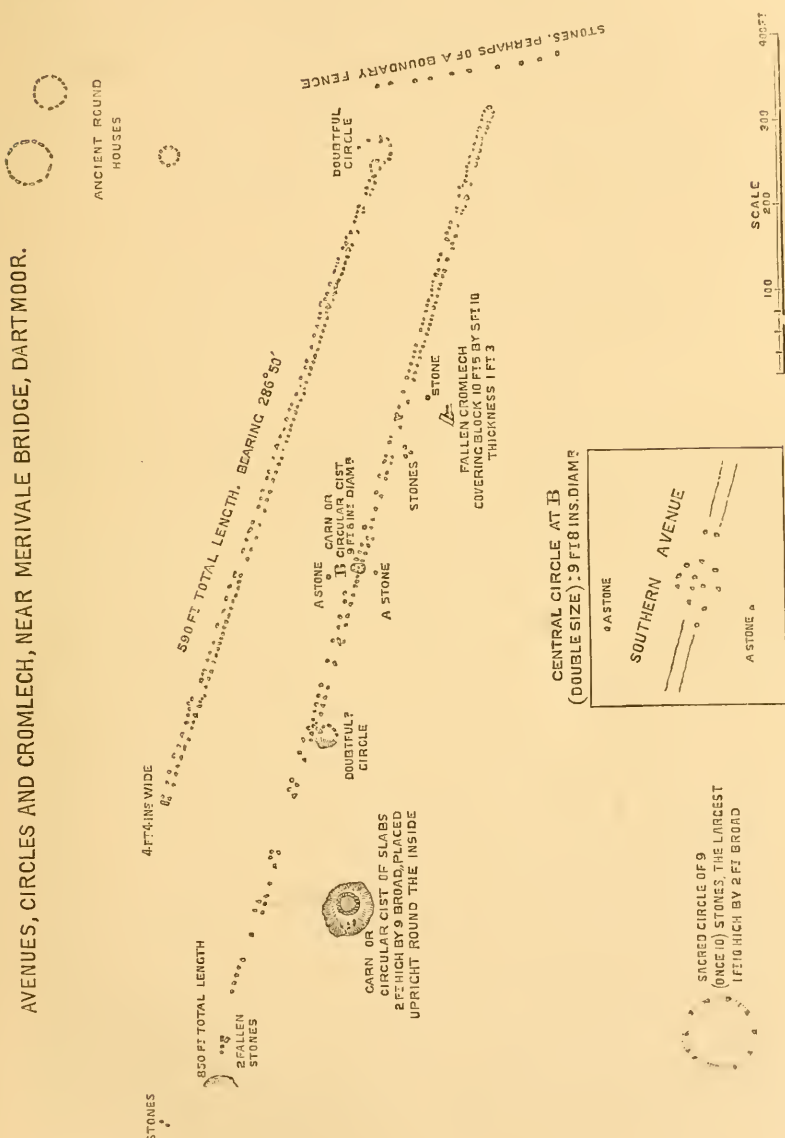 AVENUES, CIRCLES AND CROMLECH, NEAR MERIVALE BRIDGE, DARTMOOR.
STONES
850 FT TOTAL LENGTH
2 FALLEN
STONES
4 FT 4 INS WIDE
590 FT TOTAL LENGTH, BEARING 286° 50′
ANCIENT ROUND
HOUSES
DOUBTFUL
CIRCLE
STONES, PERHAPS OF A BOUNDARY FENCE
A STONE
CARN OR
B CIRCULAR CIST
9 FT 8 INS DIAMR
A STONE
DOUBTFUL?
CIRCLE
STONES
STONE
FALLEN CROMLECH
COVERING BLOCK 10 FT 5 BY 5 FT 10
THICKNESS 1 FT 3
CARN OR
CIRCULAR CIST OF SLABS
2 FT HIGH BY 9 BROAD, PLACED
UPRIGHT ROUND THE INSIDE
SACRED CIRCLE OF 9
(ONCE 10) STONES, THE LARGEST
1 FT 10 HIGH BY 2 FT BROAD
CENTRAL CIRCLE AT B
(DOUBLE SIZE): 9 FT 8 INS. DIAMR
A STONE
SOUTHERN AVENUE
A STONE
SCALE
100 200 300 400 FT